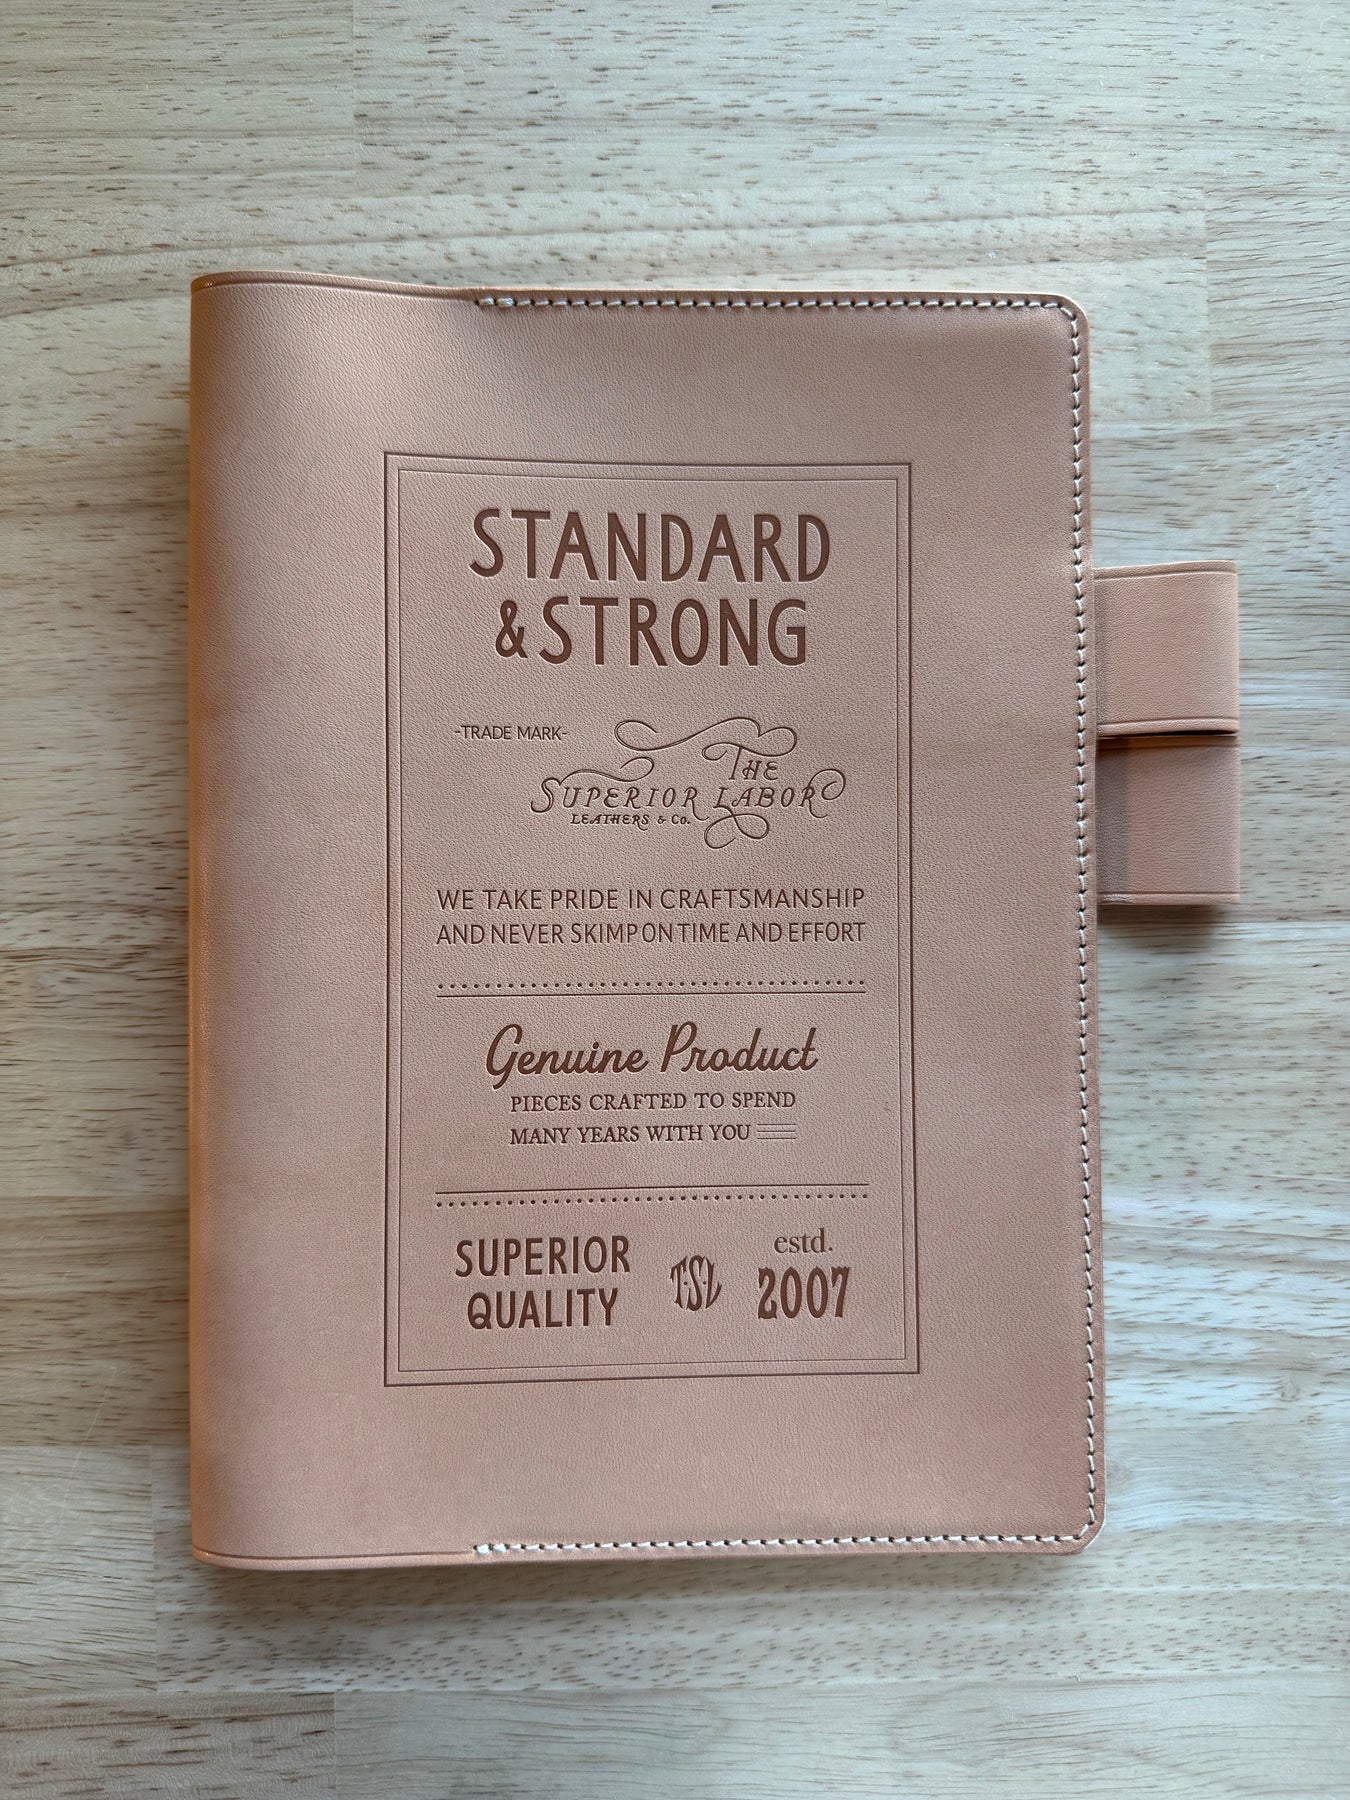 STANDARD
& STRONG
-TRADE MARK-
THE
SUPERIOR LABOR
LEATHERS & CO.
WE TAKE PRIDE IN CRAFTSMANSHIP
AND NEVER SKIMP ON TIME AND EFFORT
Genuine Product
PIECES CRAFTED TO SPEND
MANY YEARS WITH YOU
SUPERIOR
QUALITY
T·S·L
estd.
2007